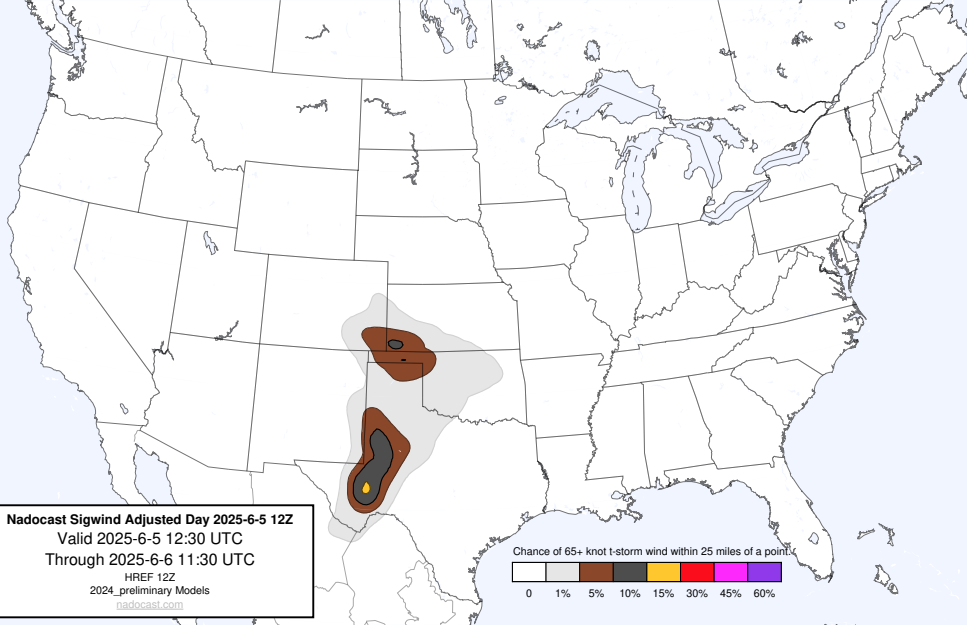 Nadocast Sigwind Adjusted Day 2025-6-5 12Z
Valid 2025-6-5 12:30 UTC
Through 2025-6-6 11:30 UTC
HREF 12Z
2024_preliminary Models
nadocast.com
Chance of 65+ knot t-storm wind within 25 miles of a point.
0 1% 5% 10% 15% 30% 45% 60%